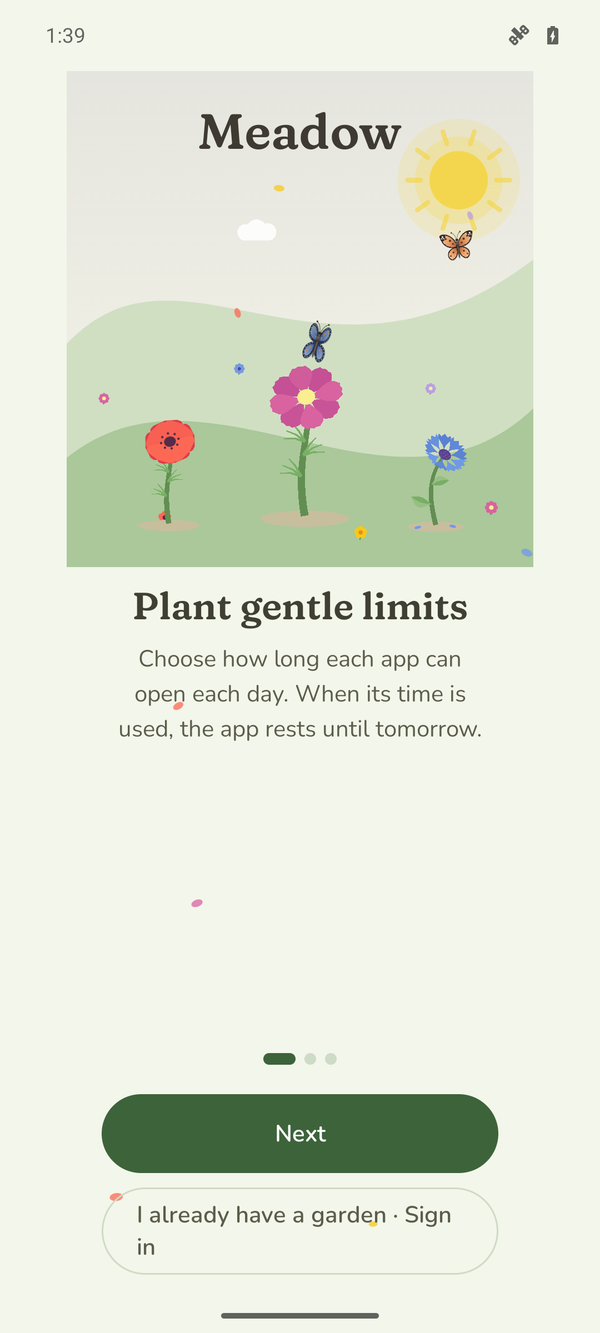 1:39
Meadow
Plant gentle limits
Choose how long each app can
open each day. When its time is
used, the app rests until tomorrow.
Next
I already have a garden · Sign
in